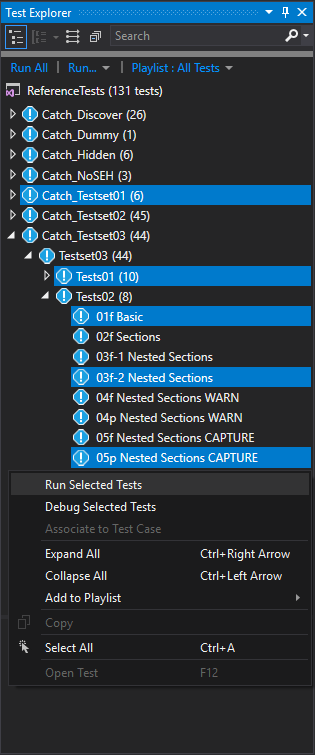 Test Explorer
Search
Run All | Run... | Playlist : All Tests
ReferenceTests (131 tests)
Catch_Discover (26)
Catch_Dummy (1)
Catch_Hidden (6)
Catch_NoSEH (3)
Catch_Testset01 (6)
Catch_Testset02 (45)
Catch_Testset03 (44)
Testset03 (44)
Tests01 (10)
Tests02 (8)
01f Basic
02f Sections
03f-1 Nested Sections
03f-2 Nested Sections
04f Nested Sections WARN
04p Nested Sections WARN
05f Nested Sections CAPTURE
05p Nested Sections CAPTURE
Run Selected Tests
Debug Selected Tests
Associate to Test Case
Expand All Ctrl+Right Arrow
Collapse All Ctrl+Left Arrow
Add to Playlist
Copy
Select All Ctrl+A
Open Test F12